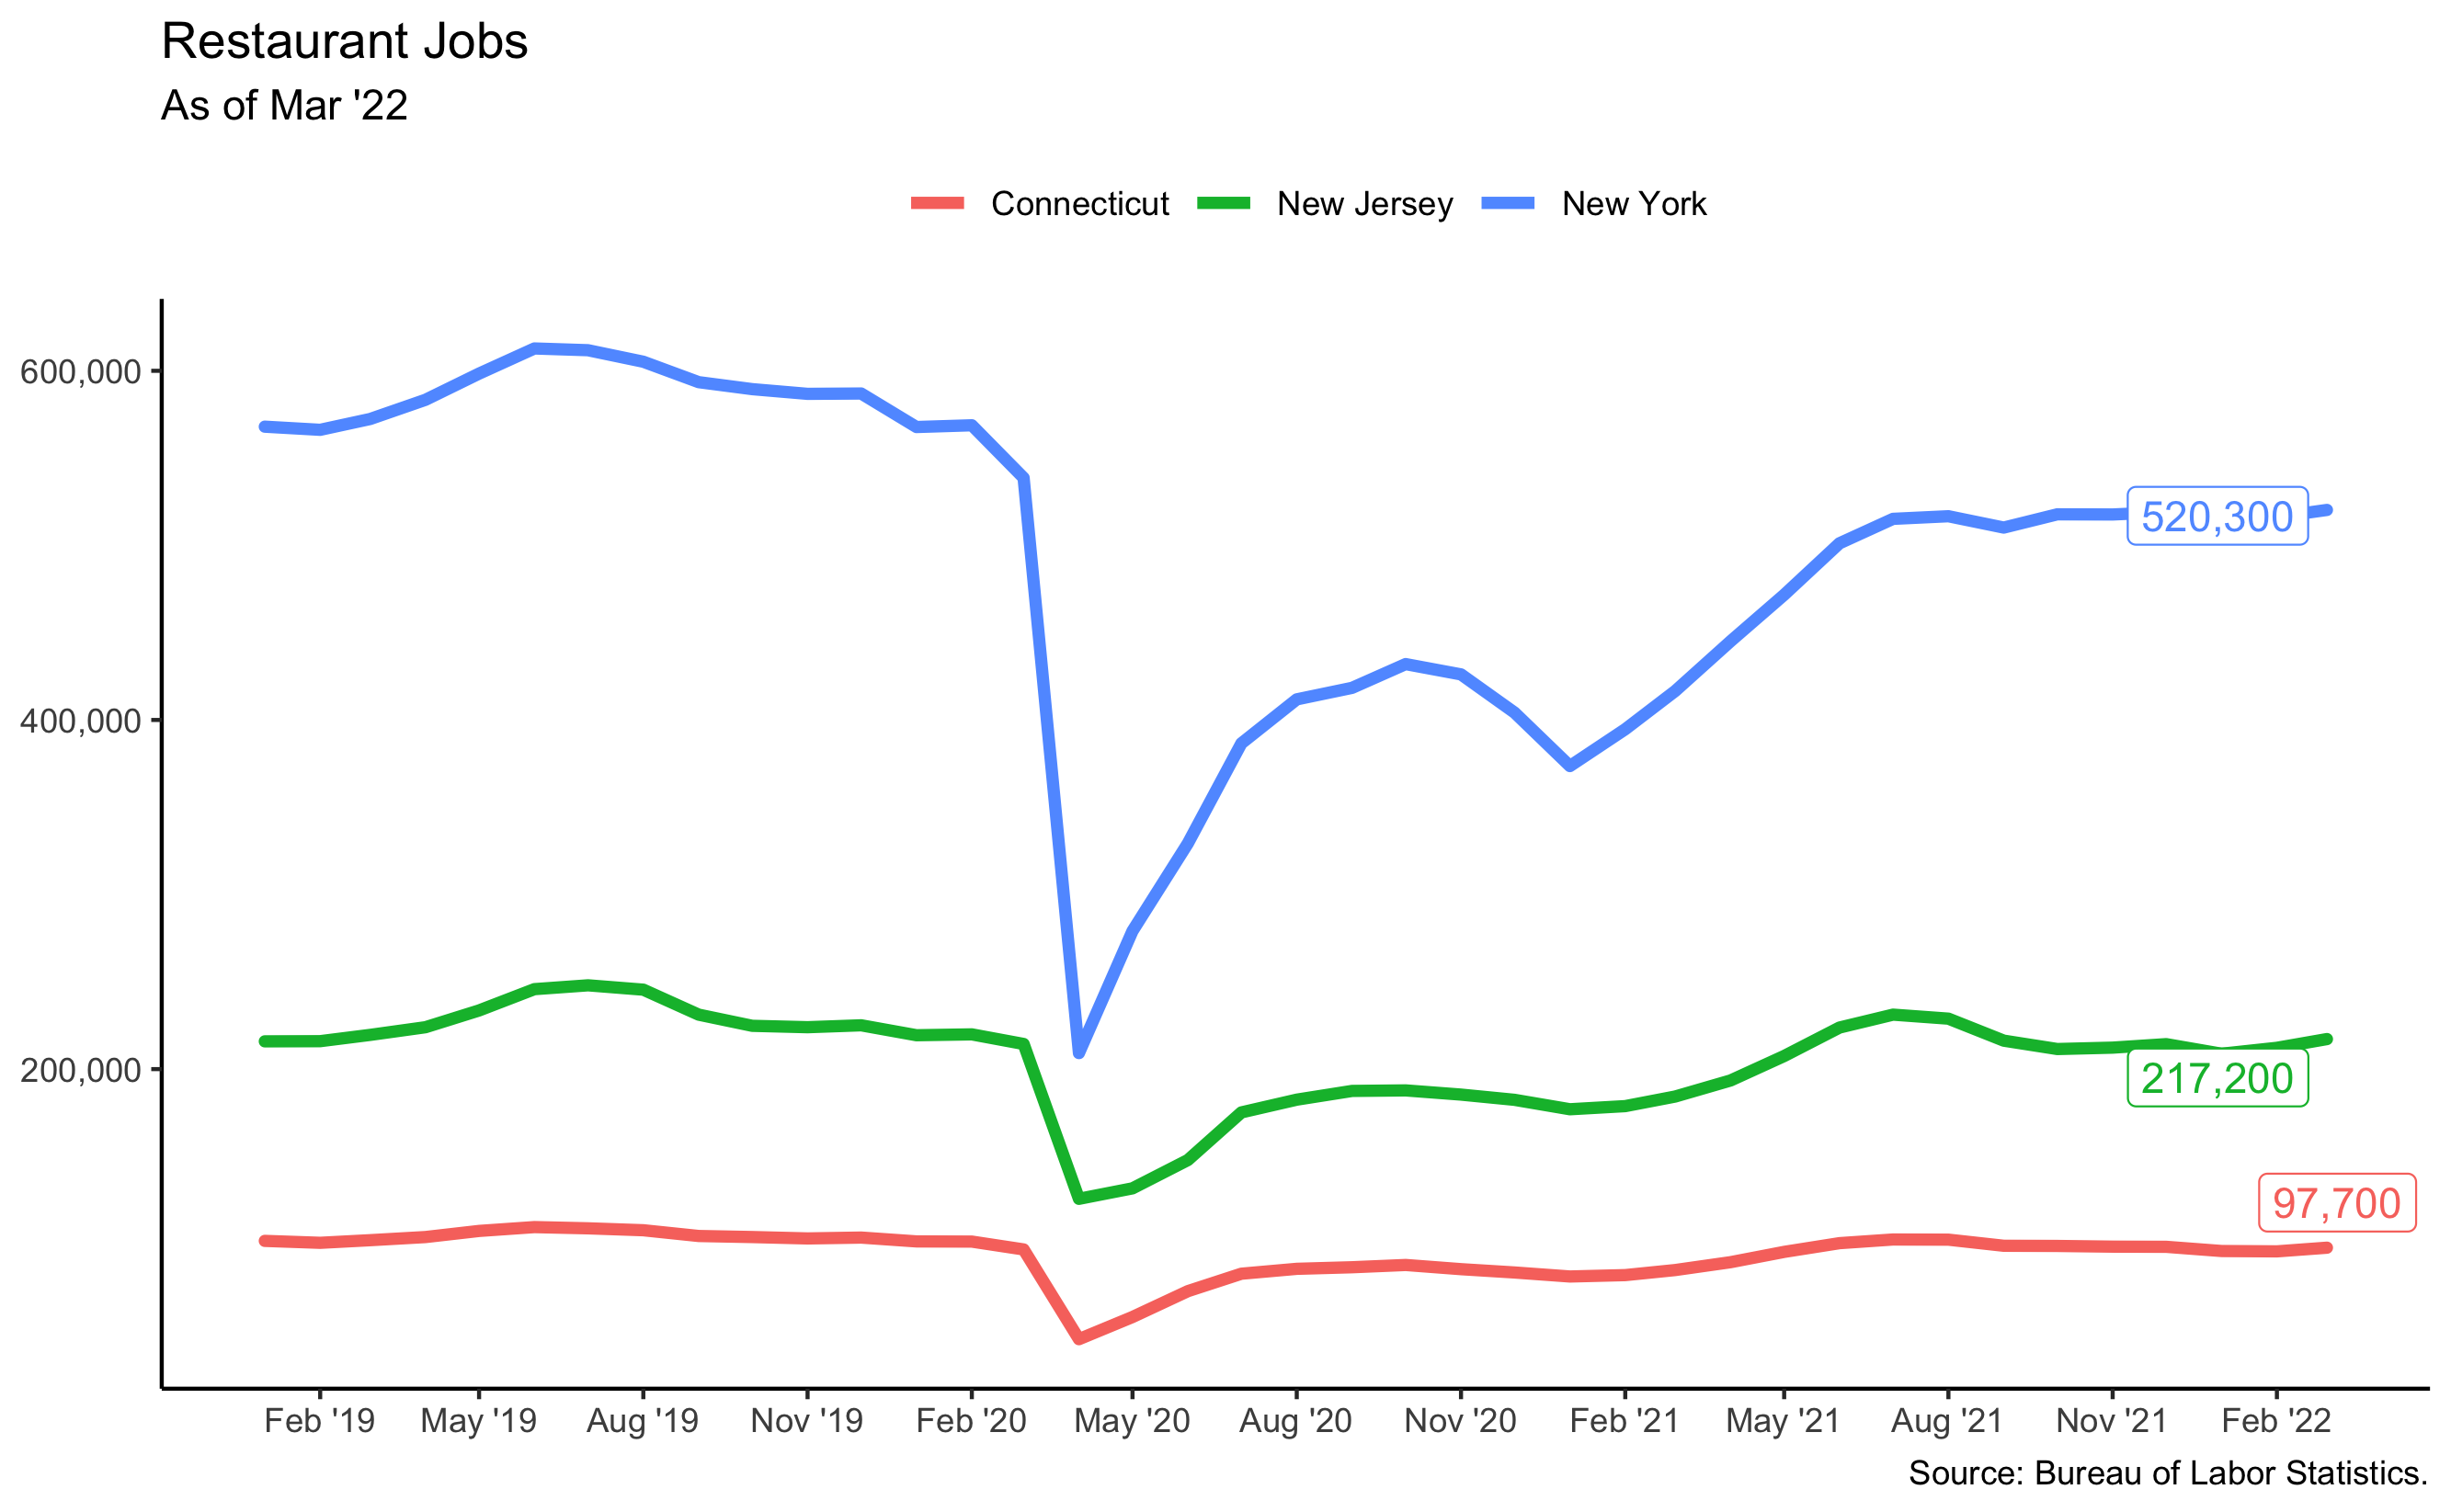 Restaurant Jobs
As of Mar '22
Connecticut New Jersey New York
600,000
400,000
200,000
520,300
217,200
97,700
Feb '19 May '19 Aug '19 Nov '19 Feb '20 May '20 Aug '20 Nov '20 Feb '21 May '21 Aug '21 Nov '21 Feb '22
Source: Bureau of Labor Statistics.